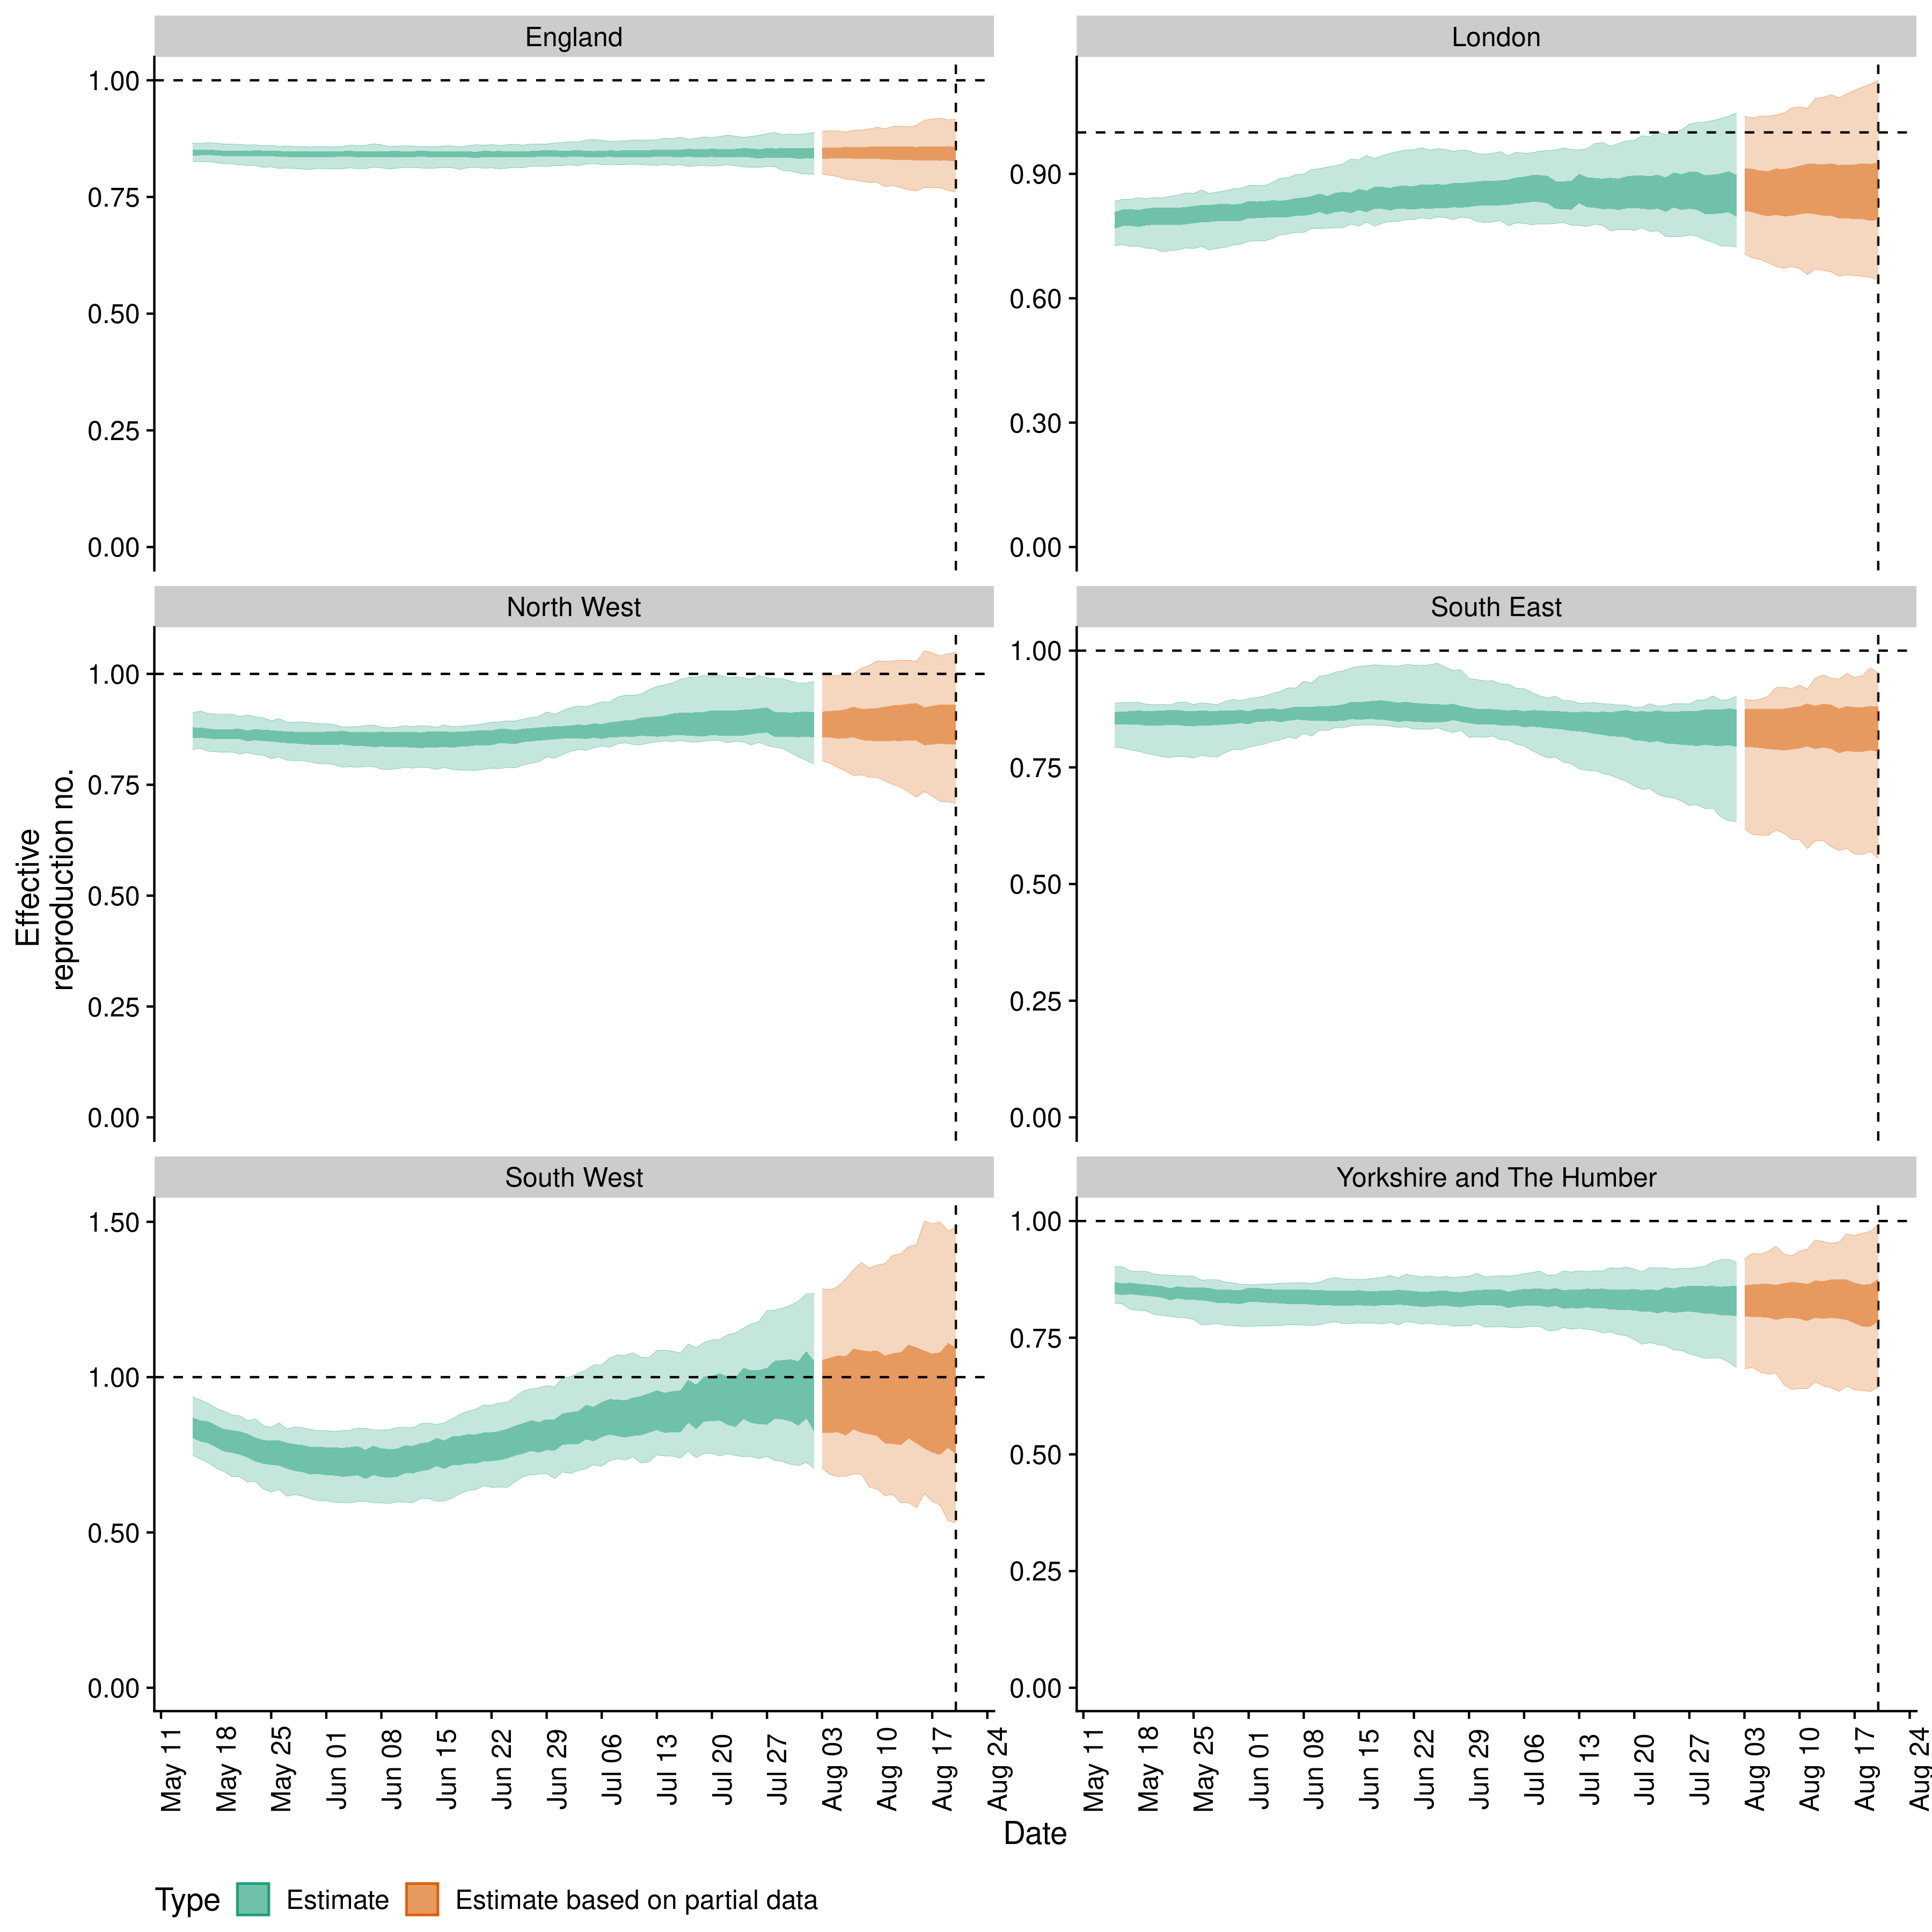 England
London
1.00
0.75
0.50
0.25
0.00
0.90
0.60
0.30
0.00
North West
South East
1.00
0.75
0.50
0.25
0.00
1.00
0.75
0.50
0.25
0.00
South West
Yorkshire and The Humber
1.50
1.00
0.50
0.00
1.00
0.75
0.50
0.25
0.00
Effective
reproduction no.
May 11
May 18
May 25
Jun 01
Jun 08
Jun 15
Jun 22
Jun 29
Jul 06
Jul 13
Jul 20
Jul 27
Aug 03
Aug 10
Aug 17
Aug 24
May 11
May 18
May 25
Jun 01
Jun 08
Jun 15
Jun 22
Jun 29
Jul 06
Jul 13
Jul 20
Jul 27
Aug 03
Aug 10
Aug 17
Aug 24
Date
Type Estimate Estimate based on partial data